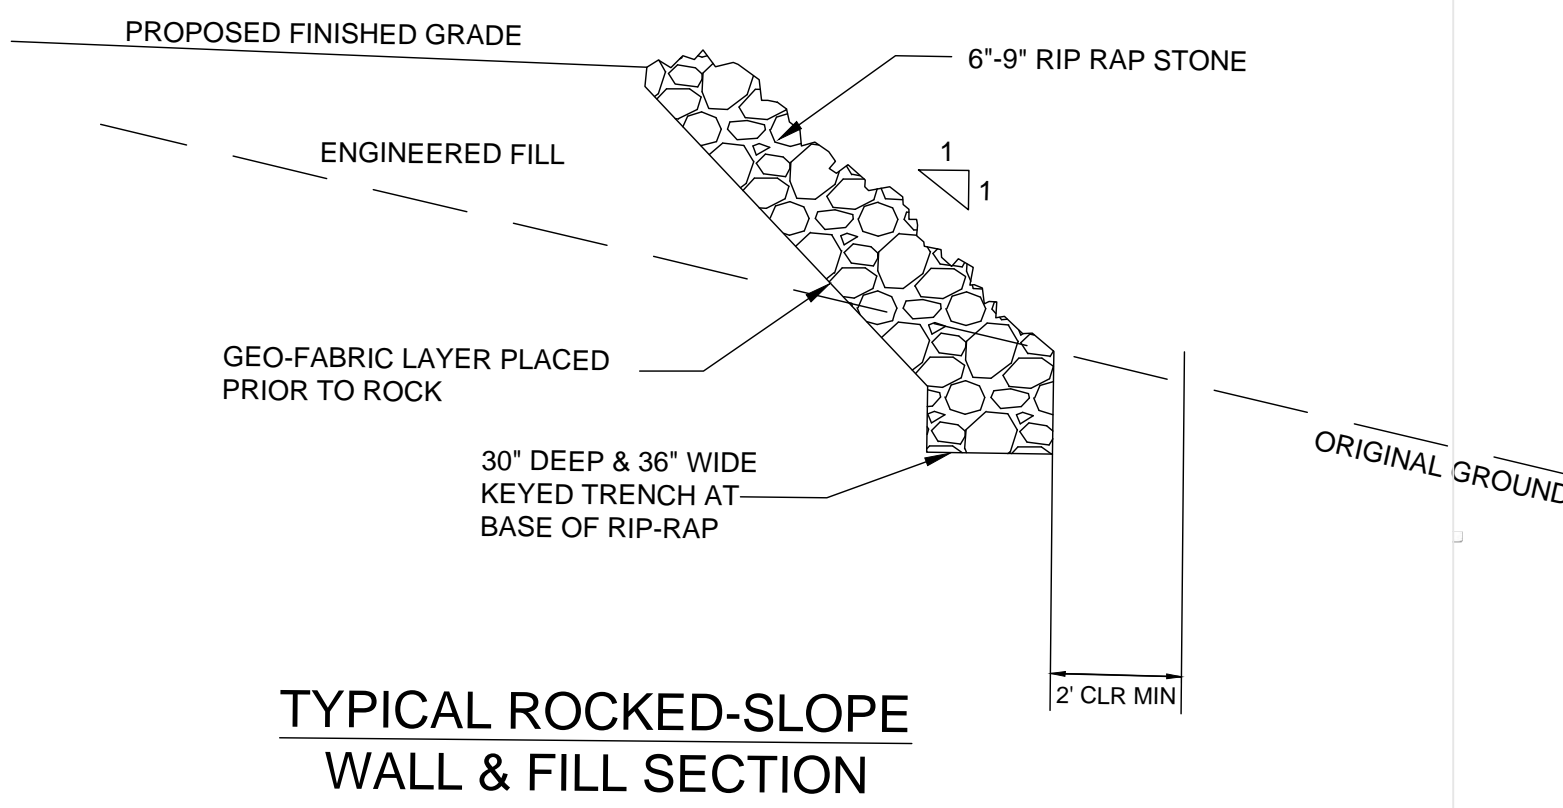 PROPOSED FINISHED GRADE
6"-9" RIP RAP STONE
ENGINEERED FILL
1
1
GEO-FABRIC LAYER PLACED
PRIOR TO ROCK
30" DEEP & 36" WIDE
KEYED TRENCH AT
BASE OF RIP-RAP
ORIGINAL GROUND
2' CLR MIN
TYPICAL ROCKED-SLOPE
WALL & FILL SECTION